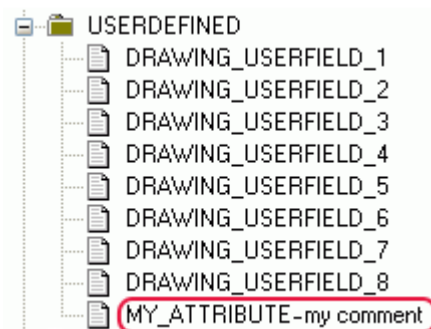 USERDEFINED
DRAWING_USERFIELD_1
DRAWING_USERFIELD_2
DRAWING_USERFIELD_3
DRAWING_USERFIELD_4
DRAWING_USERFIELD_5
DRAWING_USERFIELD_6
DRAWING_USERFIELD_7
DRAWING_USERFIELD_8
MY_ATTRIBUTE-my comment